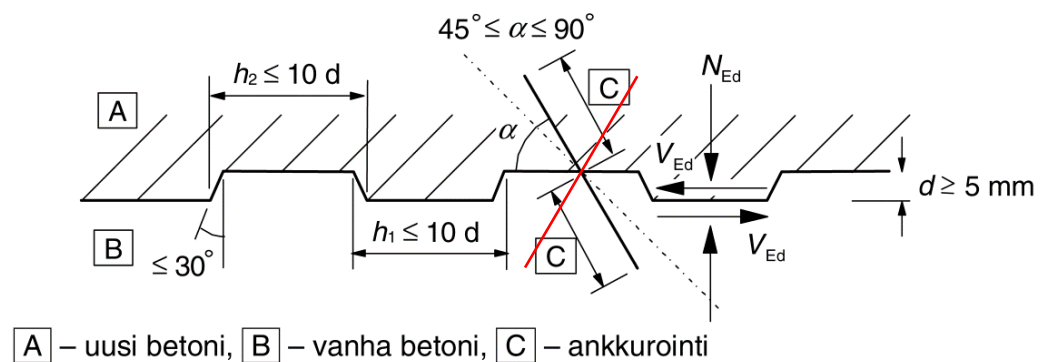 45° ≤ α ≤ 90°
h₂ ≤ 10 d
C
N_Ed
A
α
V_Ed
d ≥ 5 mm
B
≤ 30°
h₁ ≤ 10 d
C
V_Ed
A – uusi betoni, B – vanha betoni, C – ankkurointi